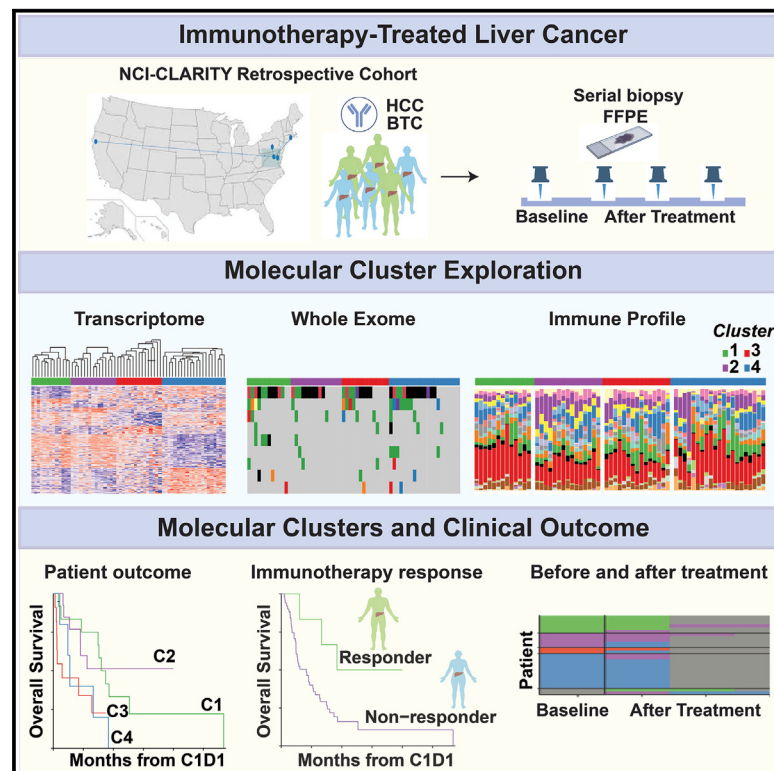 Immunotherapy-Treated Liver Cancer
NCI-CLARITY Retrospective Cohort
HCC
BTC
Serial biopsy
FFPE
Baseline After Treatment
Molecular Cluster Exploration
Transcriptome
Whole Exome
Immune Profile
Cluster
1 3
2 4
Molecular Clusters and Clinical Outcome
Patient outcome
Overall Survival
C2
C1
C3
C4
Months from C1D1
Immunotherapy response
Overall Survival
Responder
Non–responder
Months from C1D1
Before and after treatment
Patient
Baseline After Treatment